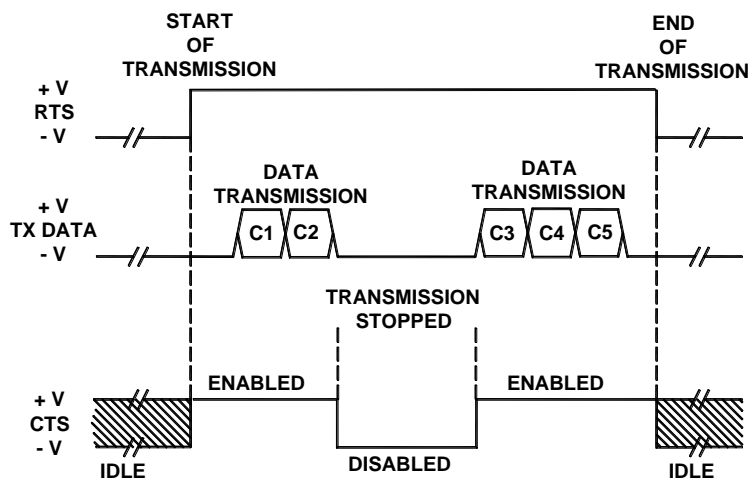 START
OF
TRANSMISSION
END
OF
TRANSMISSION
+ V
RTS
- V
DATA
TRANSMISSION
DATA
TRANSMISSION
+ V
TX DATA
- V
C1 C2 C3 C4 C5
TRANSMISSION
STOPPED
ENABLED ENABLED
+ V
CTS
- V
IDLE DISABLED IDLE